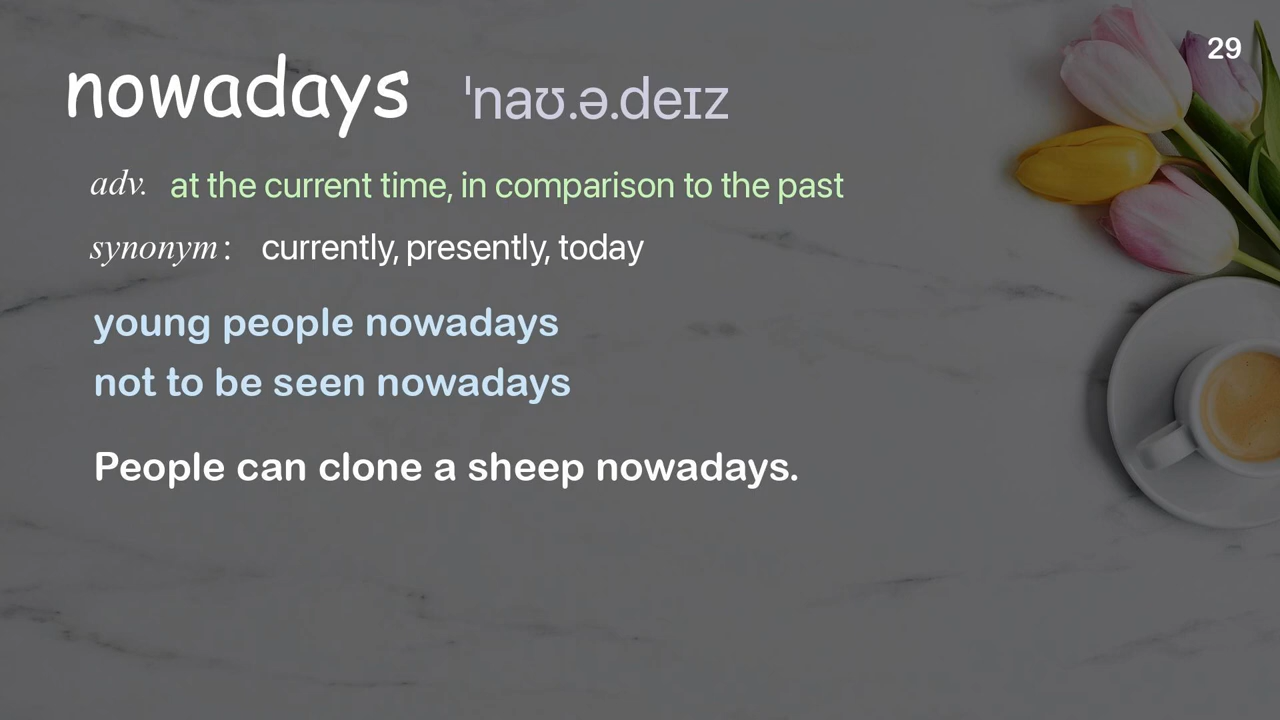 29
nowadays ˈnaʊ.ə.deɪz
adv. at the current time, in comparison to the past
synonym: currently, presently, today
young people nowadays
not to be seen nowadays
People can clone a sheep nowadays.